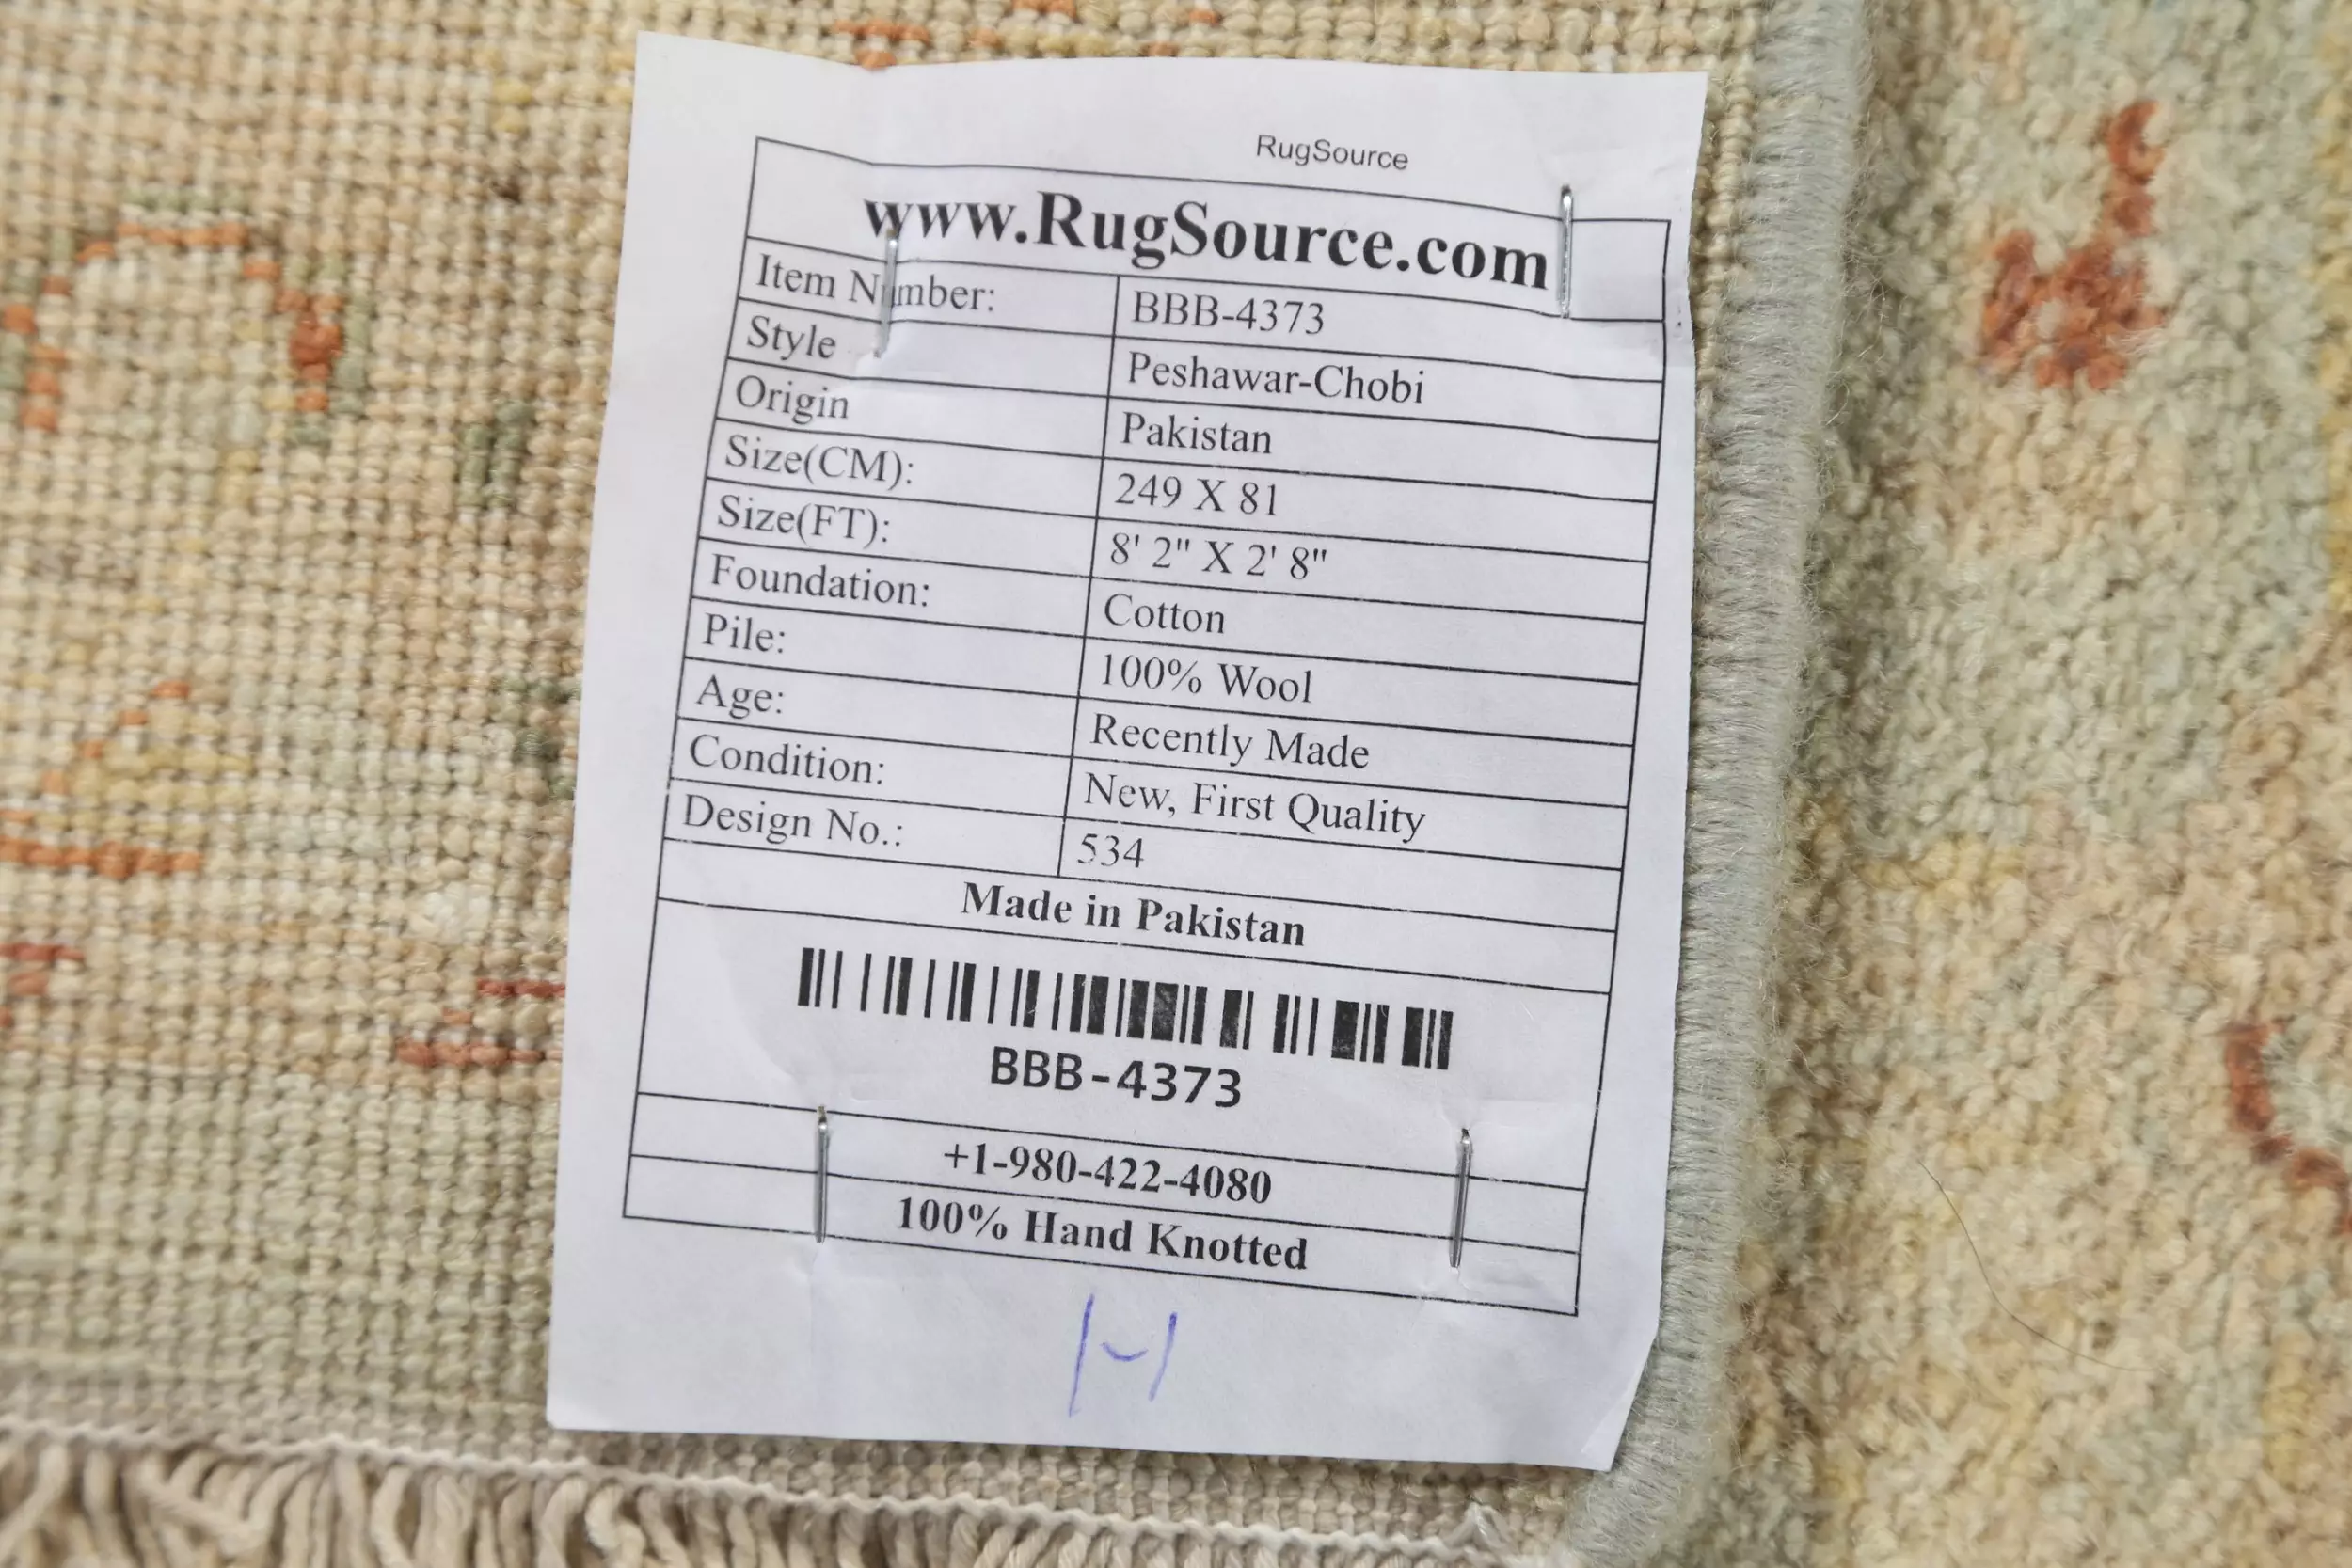 RugSource
www.RugSource.com
Item Number: BBB-4373
Style Peshawar-Chobi
Origin Pakistan
Size(CM): 249 X 81
Size(FT): 8' 2" X 2' 8"
Foundation: Cotton
Pile: 100% Wool
Age: Recently Made
Condition: New, First Quality
Design No.: 534
Made in Pakistan
BBB-4373
+1-980-422-4080
100% Hand Knotted